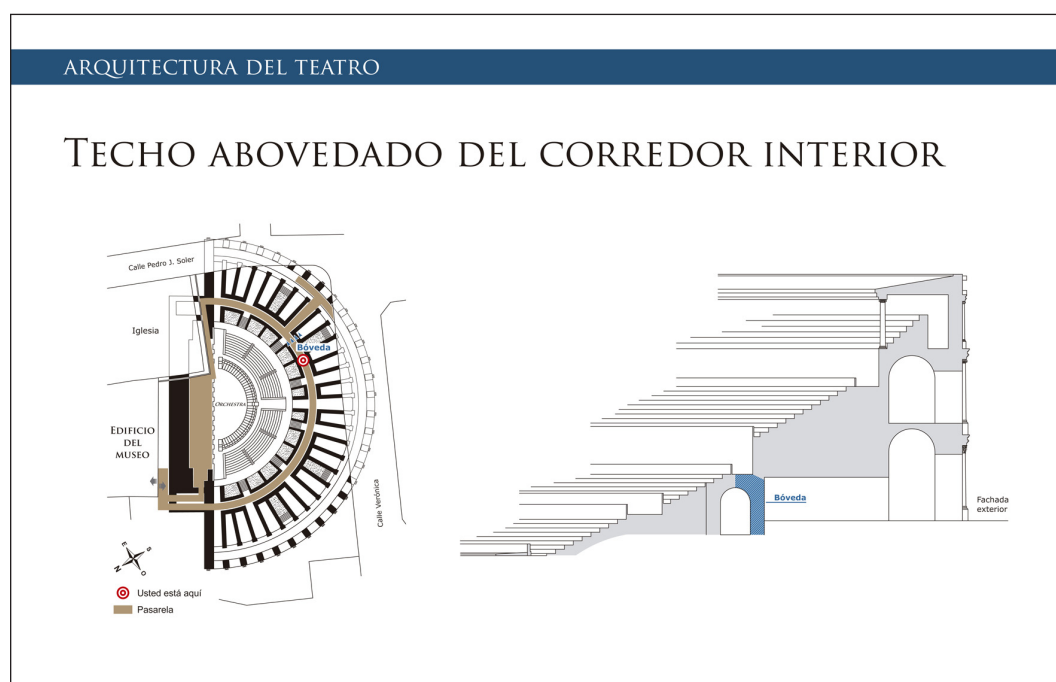 ARQUITECTURA DEL TEATRO
TECHO ABOVEDADO DEL CORREDOR INTERIOR
Calle Pedro J. Soler
Iglesia
Bóveda
ORCHESTRA
EDIFICIO
DEL
MUSEO
Calle Verónica
E
S
N
O
Usted está aquí
Pasarela
Bóveda
Fachada
exterior